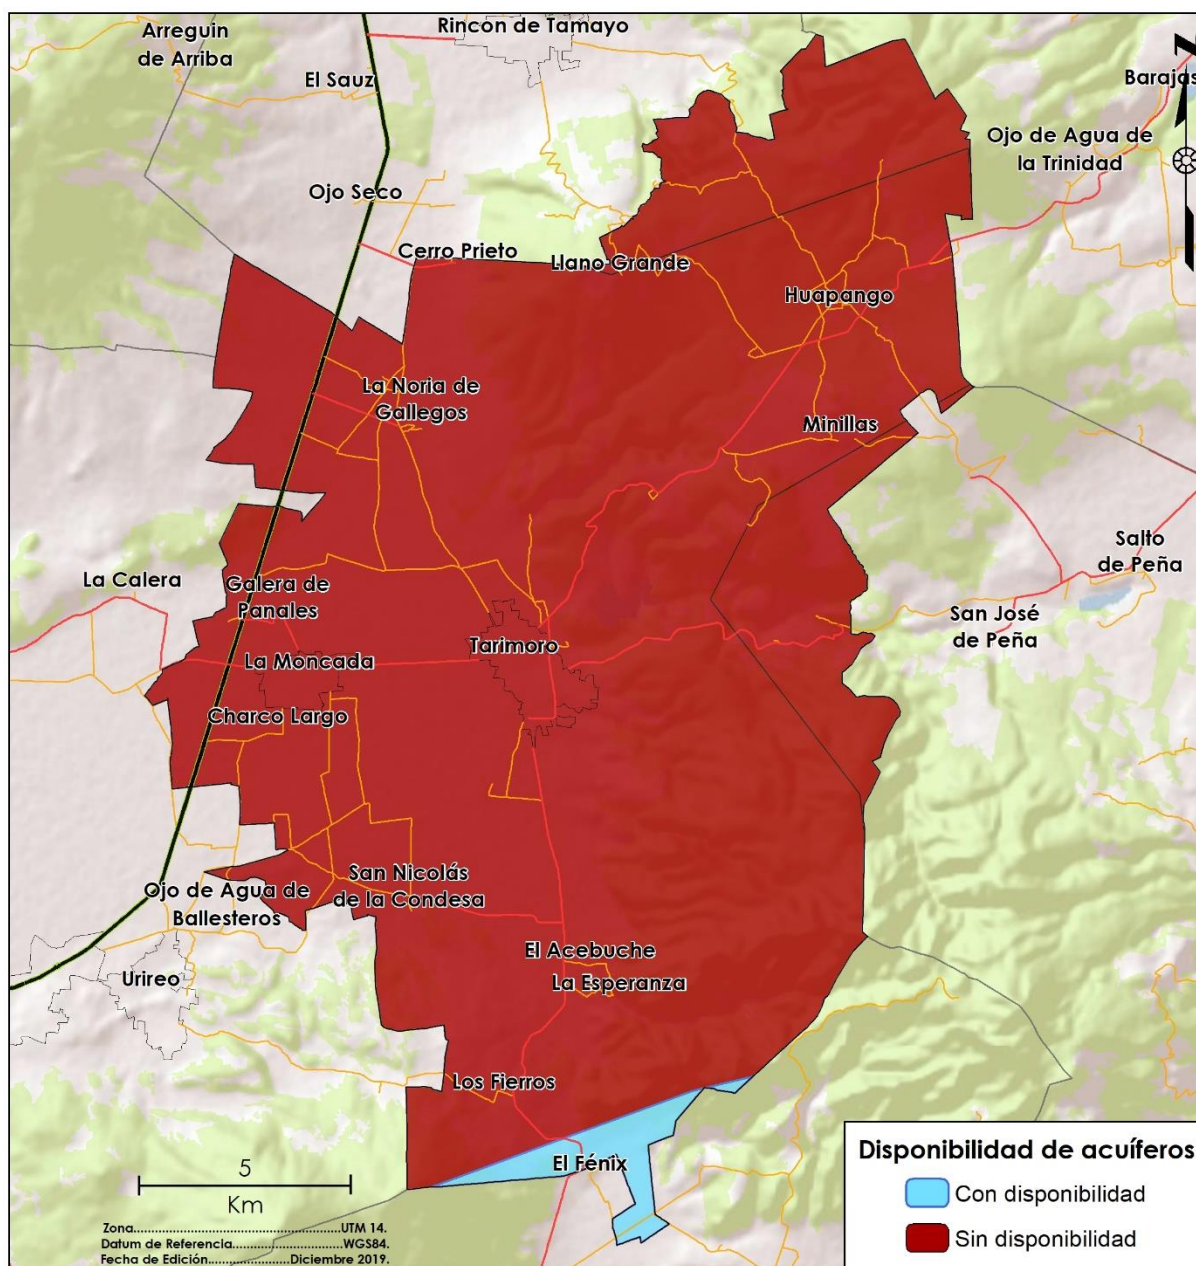 Arreguin
de Arriba
Rincon de Tamayo
El Sauz
Barajas
Ojo de Agua de
la Trinidad
Ojo Seco
Cerro Prieto
Llano Grande
Huapango
La Noria de
Gallegos
Minillas
Salto
de Peña
La Calera
Galera de
Panales
San José
de Peña
Tarimoro
La Moncada
Charco Largo
San Nicolás
de la Condesa
Ojo de Agua de
Ballesteros
El Acebuche
La Esperanza
Urireo
Los Fierros
El Fénix
5
Km
Zona.............................................UTM 14.
Datum de Referencia.......................WGS84.
Fecha de Edición.................Diciembre 2019.
Disponibilidad de acuíferos
Con disponibilidad
Sin disponibilidad